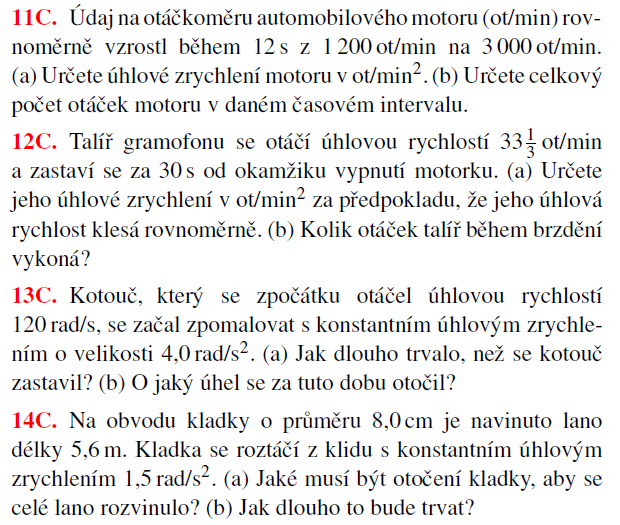 11C. Údaj na otáčkoměru automobilového motoru (ot/min) rov-
noměrně vzrostl během 12 s z 1 200 ot/min na 3 000 ot/min.
(a) Určete úhlové zrychlení motoru v ot/min². (b) Určete celkový
počet otáček motoru v daném časovém intervalu.
12C. Talíř gramofonu se otáčí úhlovou rychlostí 33⅓ ot/min
a zastaví se za 30 s od okamžiku vypnutí motorku. (a) Určete
jeho úhlové zrychlení v ot/min² za předpokladu, že jeho úhlová
rychlost klesá rovnoměrně. (b) Kolik otáček talíř během brzdění
vykoná?
13C. Kotouč, který se zpočátku otáčel úhlovou rychlostí
120 rad/s, se začal zpomalovat s konstantním úhlovým zrychle-
ním o velikosti 4,0 rad/s². (a) Jak dlouho trvalo, než se kotouč
zastavil? (b) O jaký úhel se za tuto dobu otočil?
14C. Na obvodu kladky o průměru 8,0 cm je navinuto lano
délky 5,6 m. Kladka se roztáčí z klidu s konstantním úhlovým
zrychlením 1,5 rad/s². (a) Jaké musí být otočení kladky, aby se
celé lano rozvinulo? (b) Jak dlouho to bude trvat?